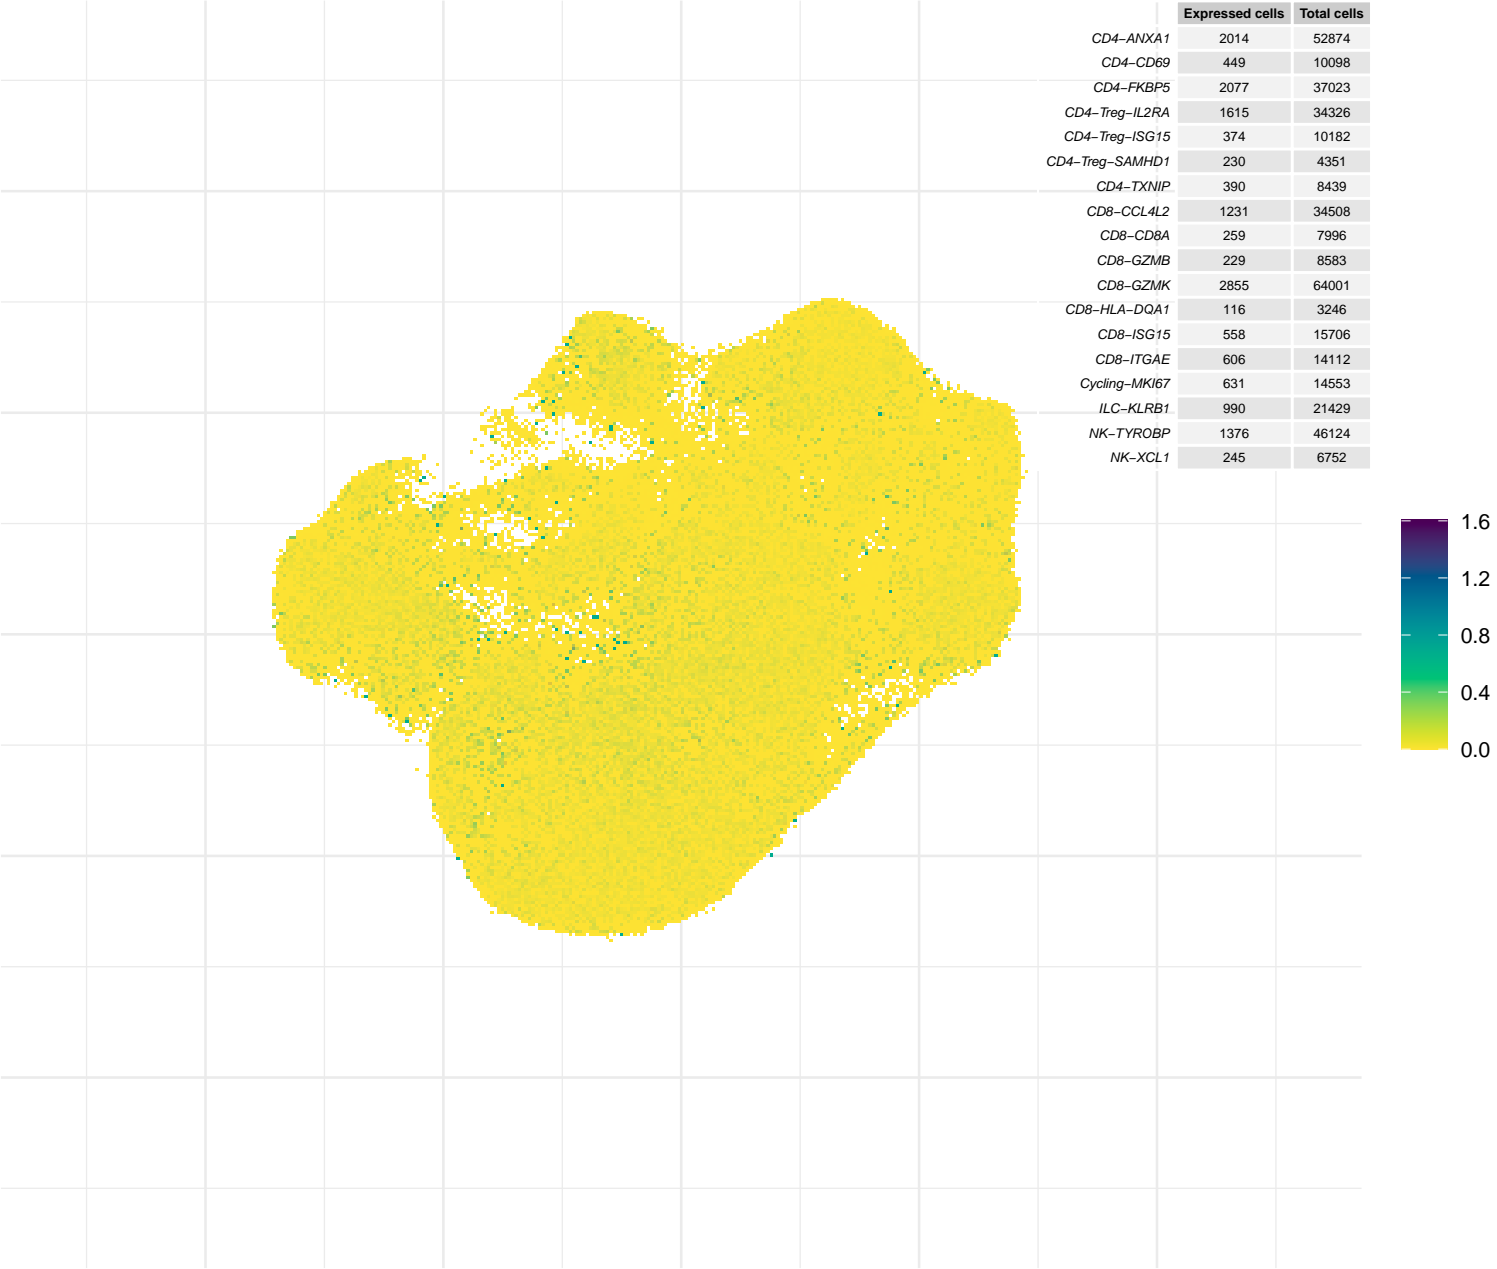 Expressed cells Total cells
CD4−ANXA1 2014 52874
CD4−CD69 449 10098
CD4−FKBP5 2077 37023
CD4−Treg−IL2RA 1615 34326
CD4−Treg−ISG15 374 10182
CD4−Treg−SAMHD1 230 4351
CD4−TXNIP 390 8439
CD8−CCL4L2 1231 34508
CD8−CD8A 259 7996
CD8−GZMB 229 8583
CD8−GZMK 2855 64001
CD8−HLA−DQA1 116 3246
CD8−ISG15 558 15706
CD8−ITGAE 606 14112
Cycling−MKI67 631 14553
ILC−KLRB1 990 21429
NK−TYROBP 1376 46124
NK−XCL1 245 6752
1.6
1.2
0.8
0.4
0.0